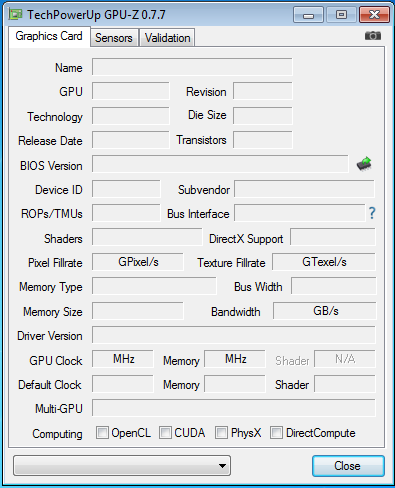 TechPowerUp GPU-Z 0.7.7
Graphics Card Sensors Validation
Name
GPU Revision
Technology Die Size
Release Date Transistors
BIOS Version
Device ID Subvendor
ROPs/TMUs Bus Interface ?
Shaders DirectX Support
Pixel Fillrate GPixel/s Texture Fillrate GTexel/s
Memory Type Bus Width
Memory Size Bandwidth GB/s
Driver Version
GPU Clock MHz Memory MHz Shader N/A
Default Clock Memory Shader
Multi-GPU
Computing OpenCL CUDA PhysX DirectCompute
Close